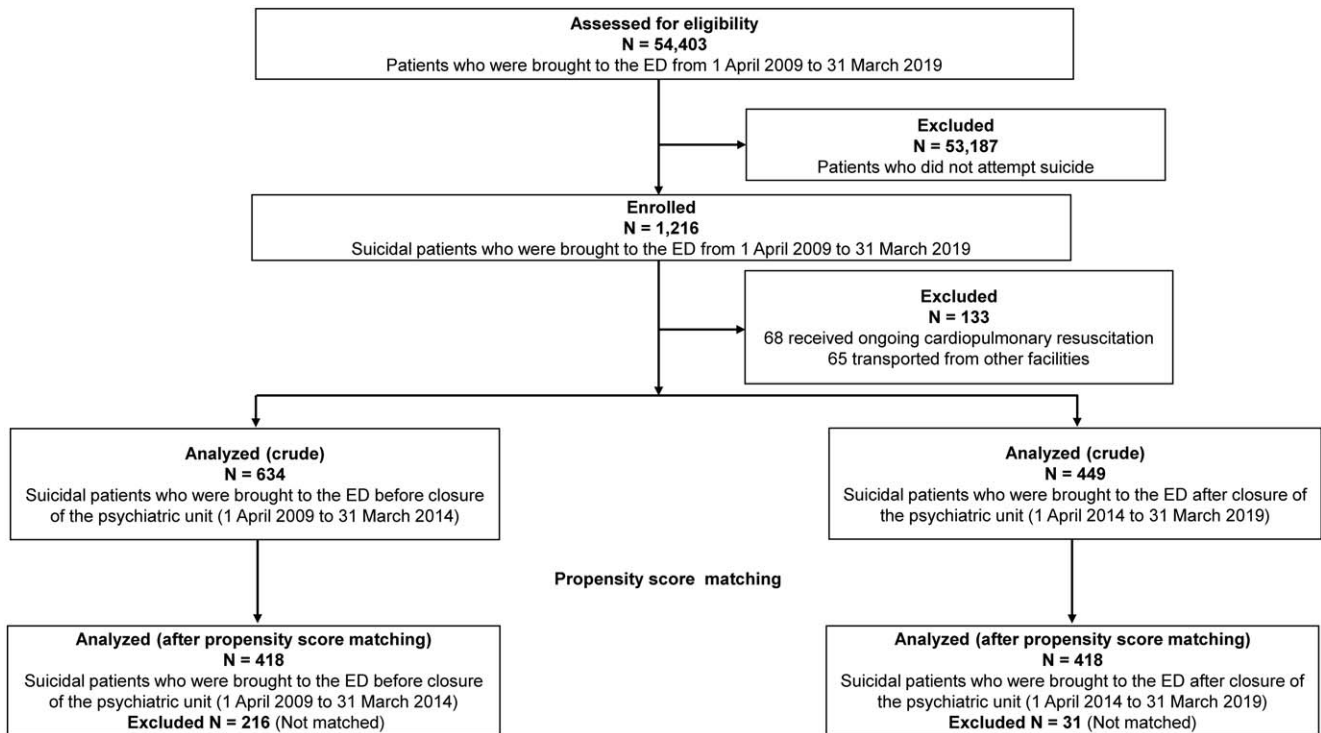 Assessed for eligibility
N = 54,403
Patients who were brought to the ED from 1 April 2009 to 31 March 2019
Excluded
N = 53,187
Patients who did not attempt suicide
Enrolled
N = 1,216
Suicidal patients who were brought to the ED from 1 April 2009 to 31 March 2019
Excluded
N = 133
68 received ongoing cardiopulmonary resuscitation
65 transported from other facilities
Analyzed (crude)
N = 634
Suicidal patients who were brought to the ED before closure
of the psychiatric unit (1 April 2009 to 31 March 2014)
Analyzed (crude)
N = 449
Suicidal patients who were brought to the ED after closure of
the psychiatric unit (1 April 2014 to 31 March 2019)
Propensity score matching
Analyzed (after propensity score matching)
N = 418
Suicidal patients who were brought to the ED before closure
of the psychiatric unit (1 April 2009 to 31 March 2014)
Excluded N = 216 (Not matched)
Analyzed (after propensity score matching)
N = 418
Suicidal patients who were brought to the ED after closure of
the psychiatric unit (1 April 2014 to 31 March 2019)
Excluded N = 31 (Not matched)